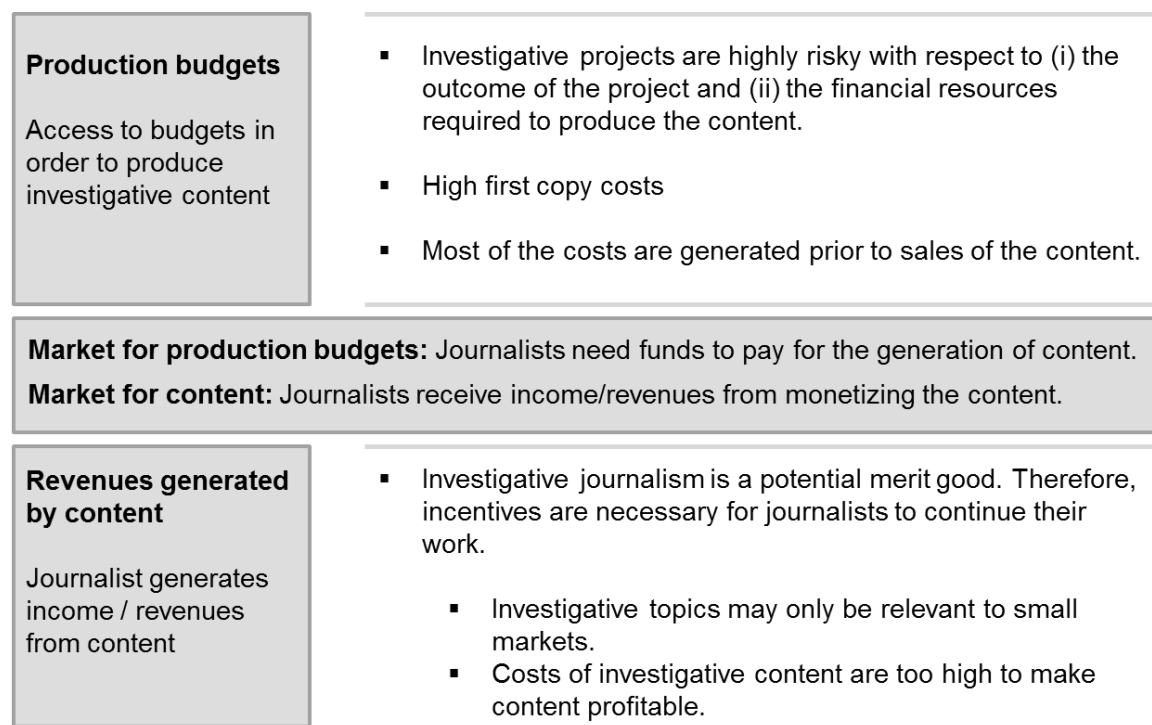 Production budgets
Access to budgets in
order to produce
investigative content
▪ Investigative projects are highly risky with respect to (i) the
outcome of the project and (ii) the financial resources
required to produce the content.
▪ High first copy costs
▪ Most of the costs are generated prior to sales of the content.
Market for production budgets: Journalists need funds to pay for the generation of content.
Market for content: Journalists receive income/revenues from monetizing the content.
Revenues generated
by content
Journalist generates
income / revenues
from content
▪ Investigative journalism is a potential merit good. Therefore,
incentives are necessary for journalists to continue their
work.
▪ Investigative topics may only be relevant to small
markets.
▪ Costs of investigative content are too high to make
content profitable.